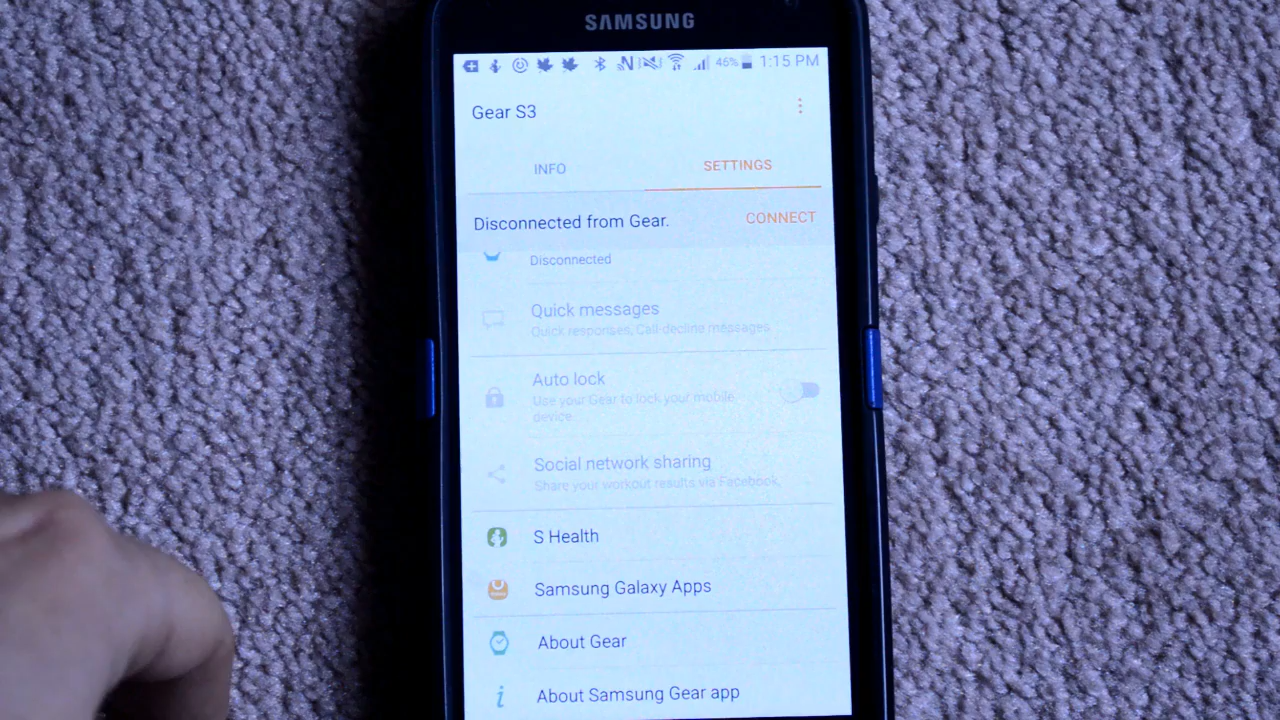 SAMSUNG
46% 1:15 PM
Gear S3
INFO
SETTINGS
Disconnected from Gear.
CONNECT
Disconnected
Quick messages
Quick responses, Call-decline messages
Auto lock
Use your Gear to lock your mobile
device.
Social network sharing
Share your workout results via Facebook.
S Health
Samsung Galaxy Apps
About Gear
About Samsung Gear app